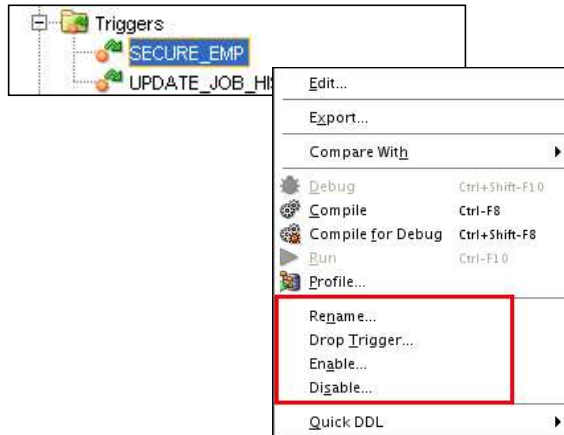 Triggers
SECURE_EMP
UPDATE_JOB_HI
Edit...
Export...
Compare With
Debug Ctrl+Shift-F10
Compile Ctrl-F8
Compile for Debug Ctrl+Shift-F8
Run Ctrl-F10
Profile...
Rename...
Drop Trigger...
Enable...
Disable...
Quick DDL